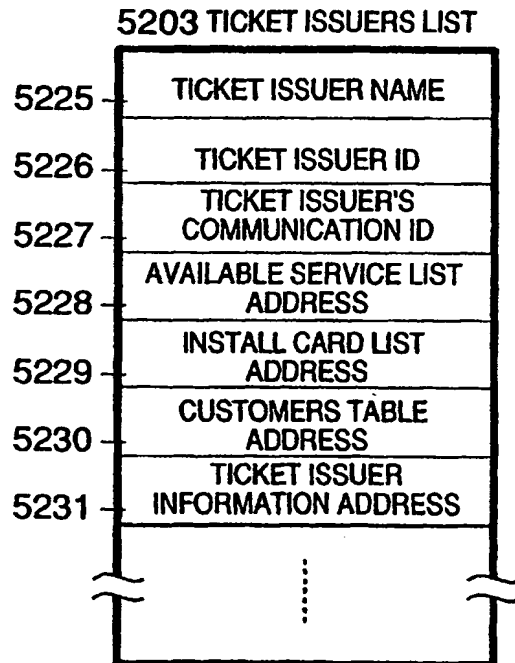 5203 TICKET ISSUERS LIST
5225 TICKET ISSUER NAME
5226 TICKET ISSUER ID
TICKET ISSUER'S
5227 COMMUNICATION ID
AVAILABLE SERVICE LIST
5228 ADDRESS
INSTALL CARD LIST
5229 ADDRESS
CUSTOMERS TABLE
5230 ADDRESS
TICKET ISSUER
5231 INFORMATION ADDRESS